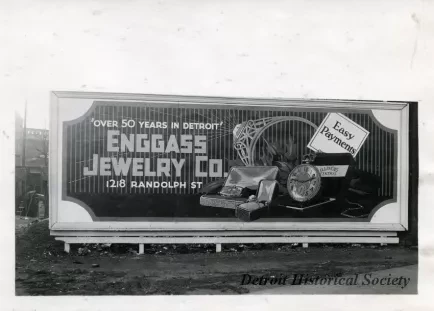 "OVER 50 YEARS IN DETROIT"
ENGGASS
JEWELRY CO.
1218 RANDOLPH ST
Easy
Payments
Detroit Historical Society